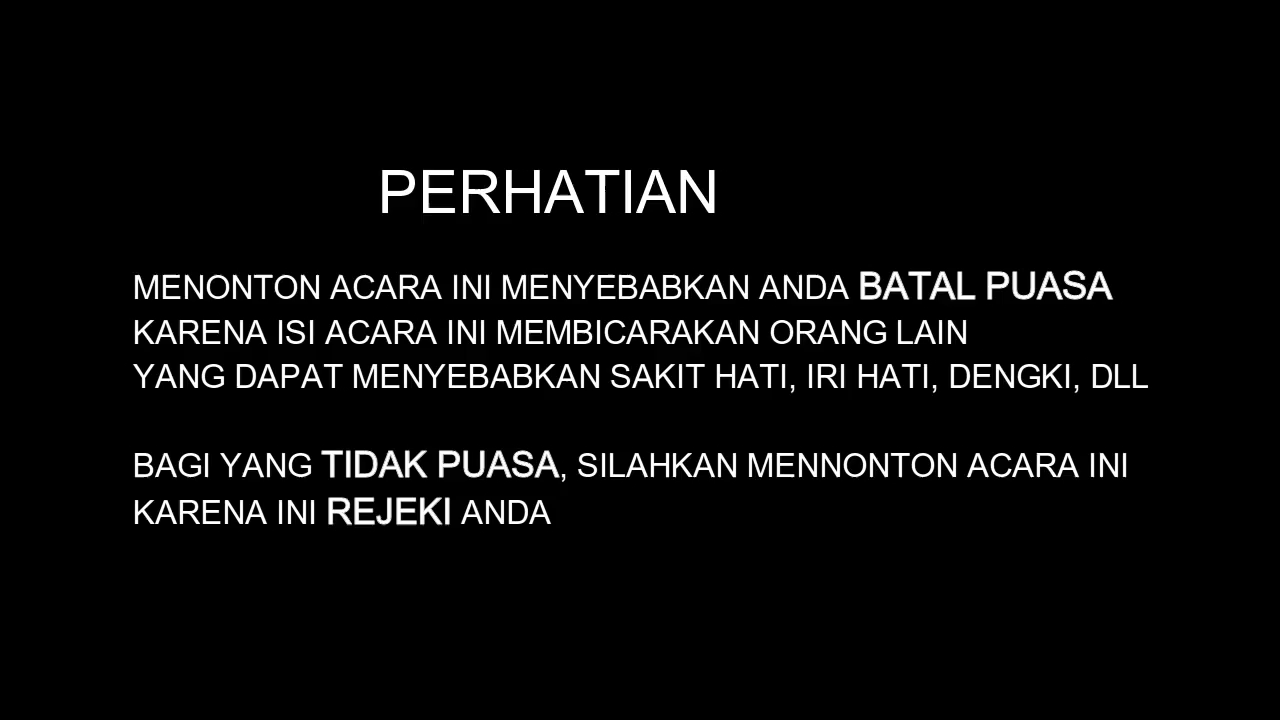 PERHATIAN
MENONTON ACARA INI MENYEBABKAN ANDA BATAL PUASA
KARENA ISI ACARA INI MEMBICARAKAN ORANG LAIN
YANG DAPAT MENYEBABKAN SAKIT HATI, IRI HATI, DENGKI, DLL
BAGI YANG TIDAK PUASA, SILAHKAN MENNONTON ACARA INI
KARENA INI REJEKI ANDA